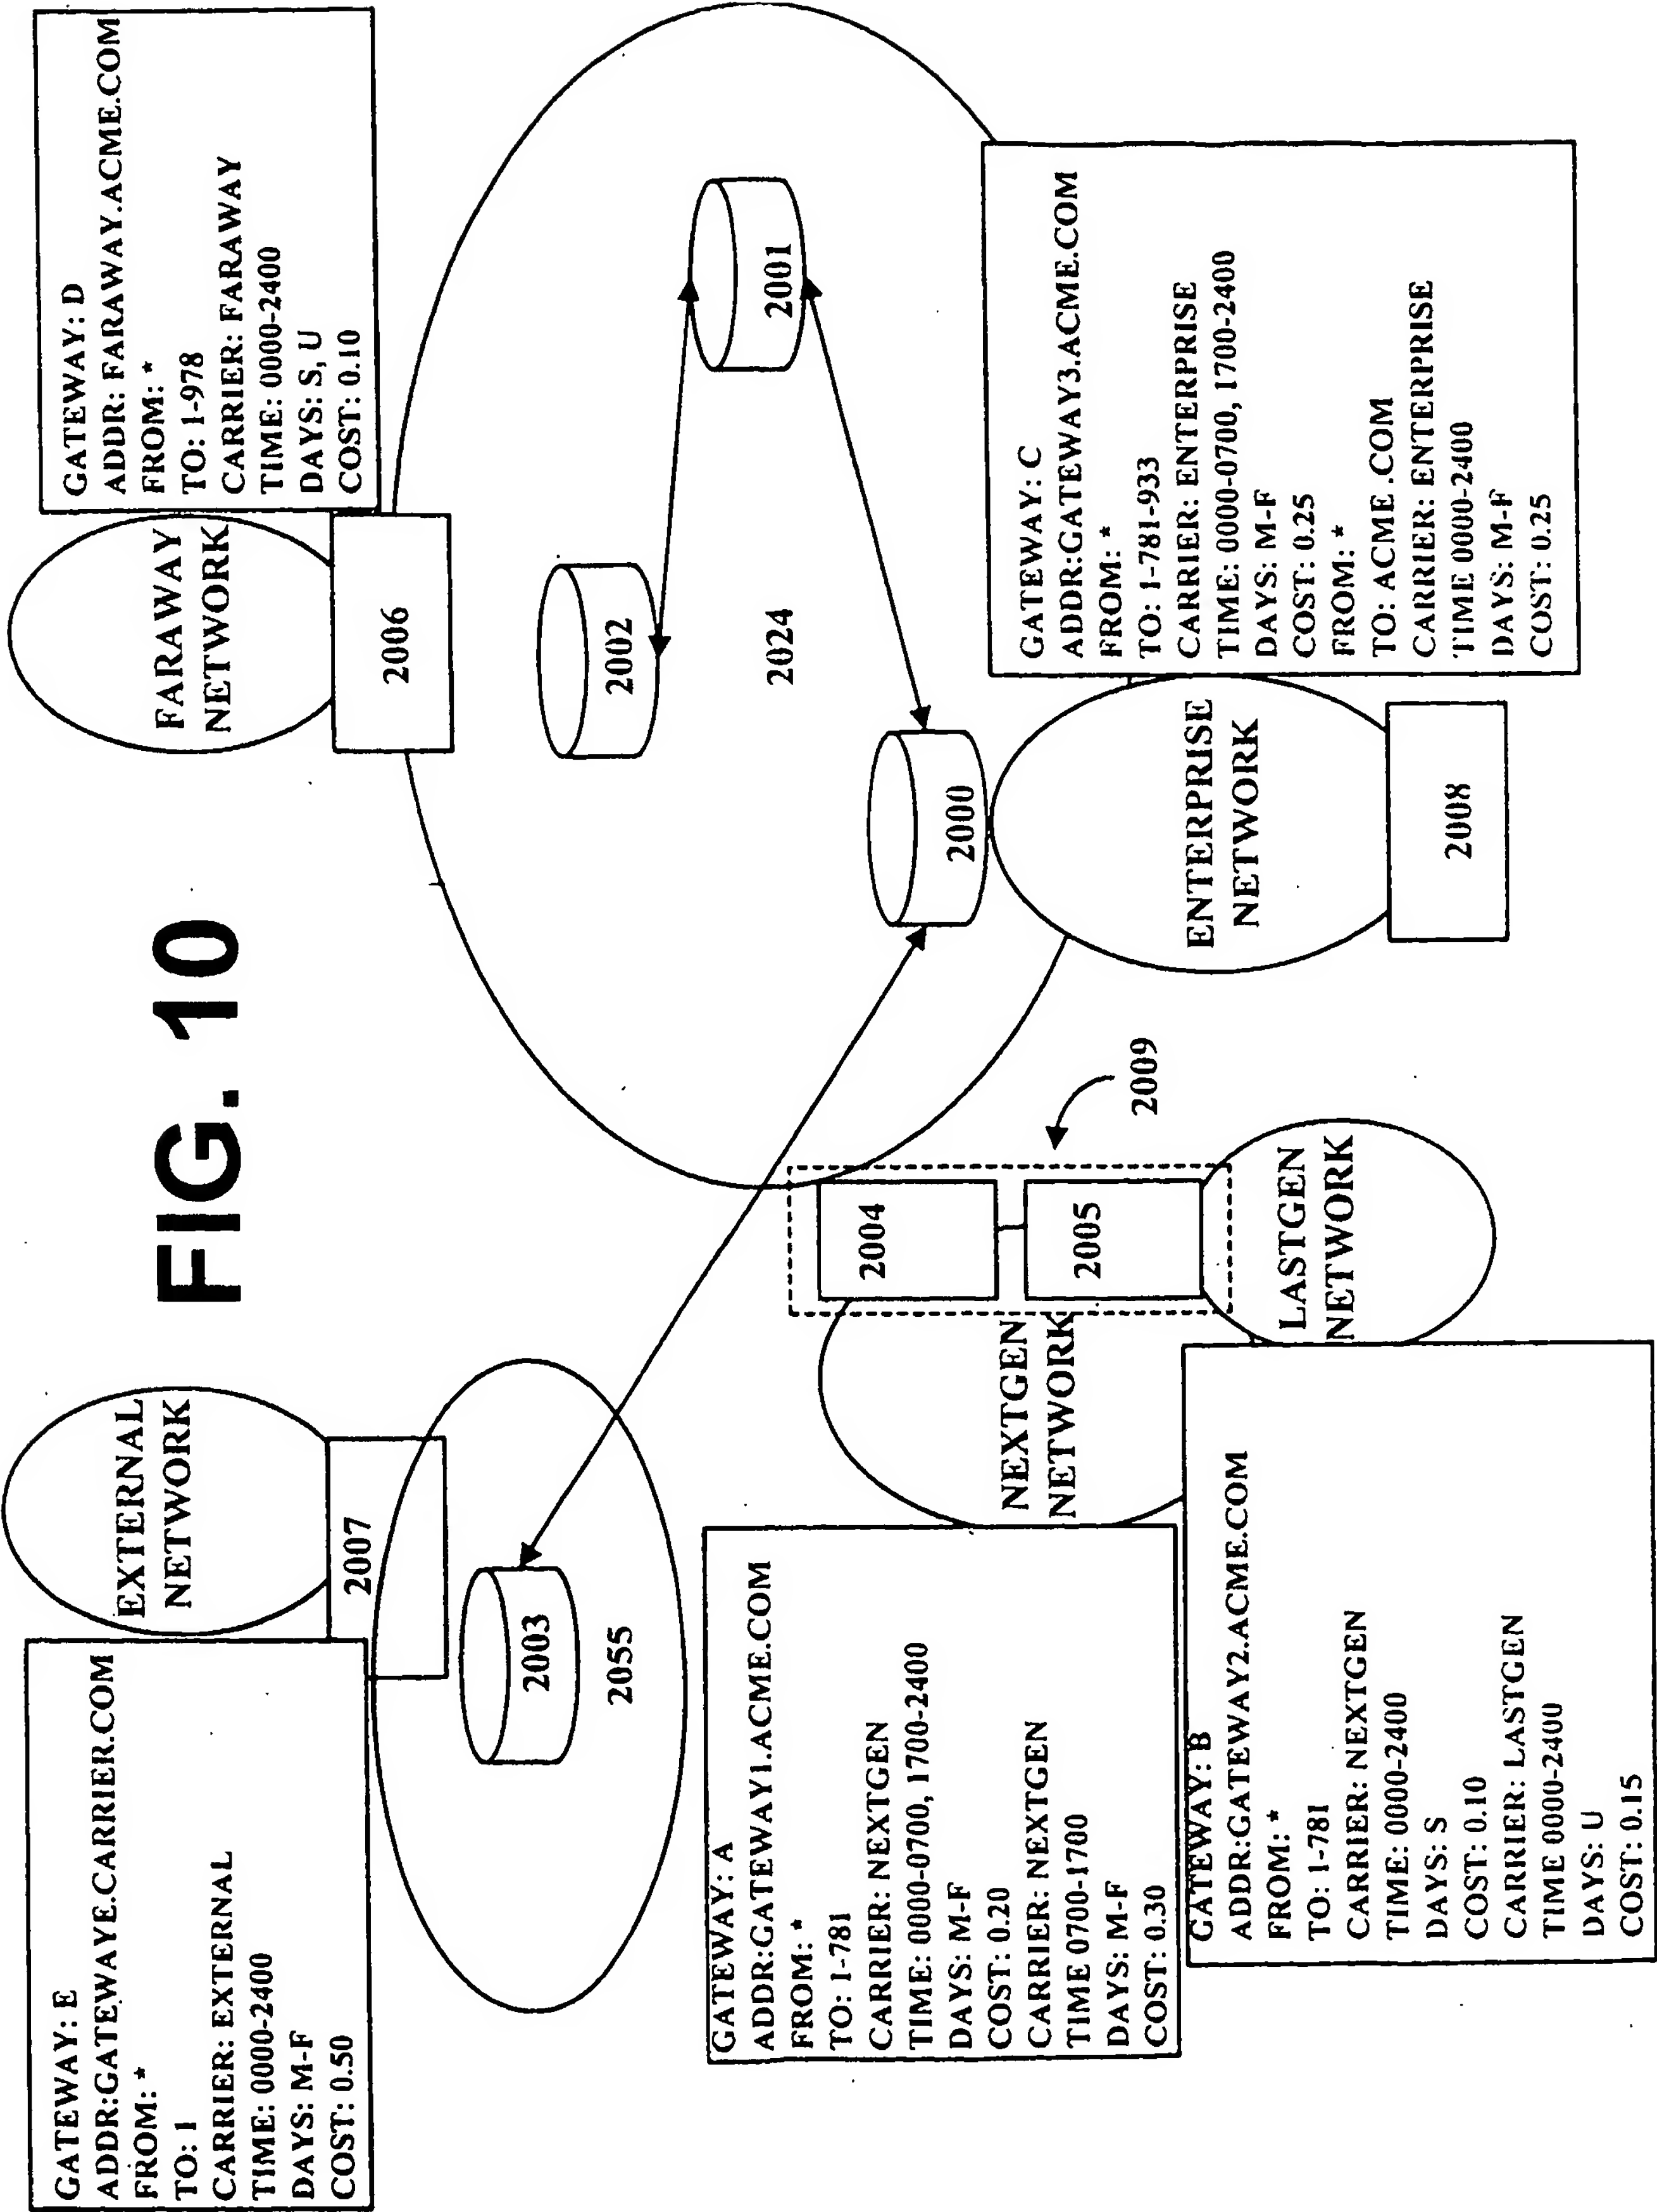 FIG. 10
GATEWAY: E
ADDR:GATEWAYE.CARRIER.COM
FROM: *
TO: 1
CARRIER: EXTERNAL
TIME: 0000-2400
DAYS: M-F
COST: 0.50
EXTERNAL
NETWORK
2007
2003
2055
FARAWAY
NETWORK
2006
GATEWAY: D
ADDR: FARAWAY.ACME.COM
FROM: *
TO: 1-978
CARRIER: FARAWAY
TIME: 0000-2400
DAYS: S, U
COST: 0.10
2002
2001
2024
2000
GATEWAY: A
ADDR:GATEWAY1.ACME.COM
FROM: *
TO: 1-781
CARRIER: NEXTGEN
TIME: 0000-0700, 1700-2400
DAYS: M-F
COST: 0.20
CARRIER: NEXTGEN
TIME 0700-1700
DAYS: M-F
COST: 0.30
NEXTGEN
NETWORK
2004
2005
2009
ENTERPRISE
NETWORK
2008
GATEWAY: C
ADDR:GATEWAY3.ACME.COM
FROM: *
TO: 1-781-933
CARRIER: ENTERPRISE
TIME: 0000-0700, 1700-2400
DAYS: M-F
COST: 0.25
FROM: *
TO: ACME .COM
CARRIER: ENTERPRISE
TIME 0000-2400
DAYS: M-F
COST: 0.25
GATEWAY: B
ADDR:GATEWAY2.ACME.COM
FROM: *
TO: 1-781
CARRIER: NEXTGEN
TIME: 0000-2400
DAYS: S
COST: 0.10
CARRIER: LASTGEN
TIME 0000-2400
DAYS: U
COST: 0.15
LASTGEN
NETWORK